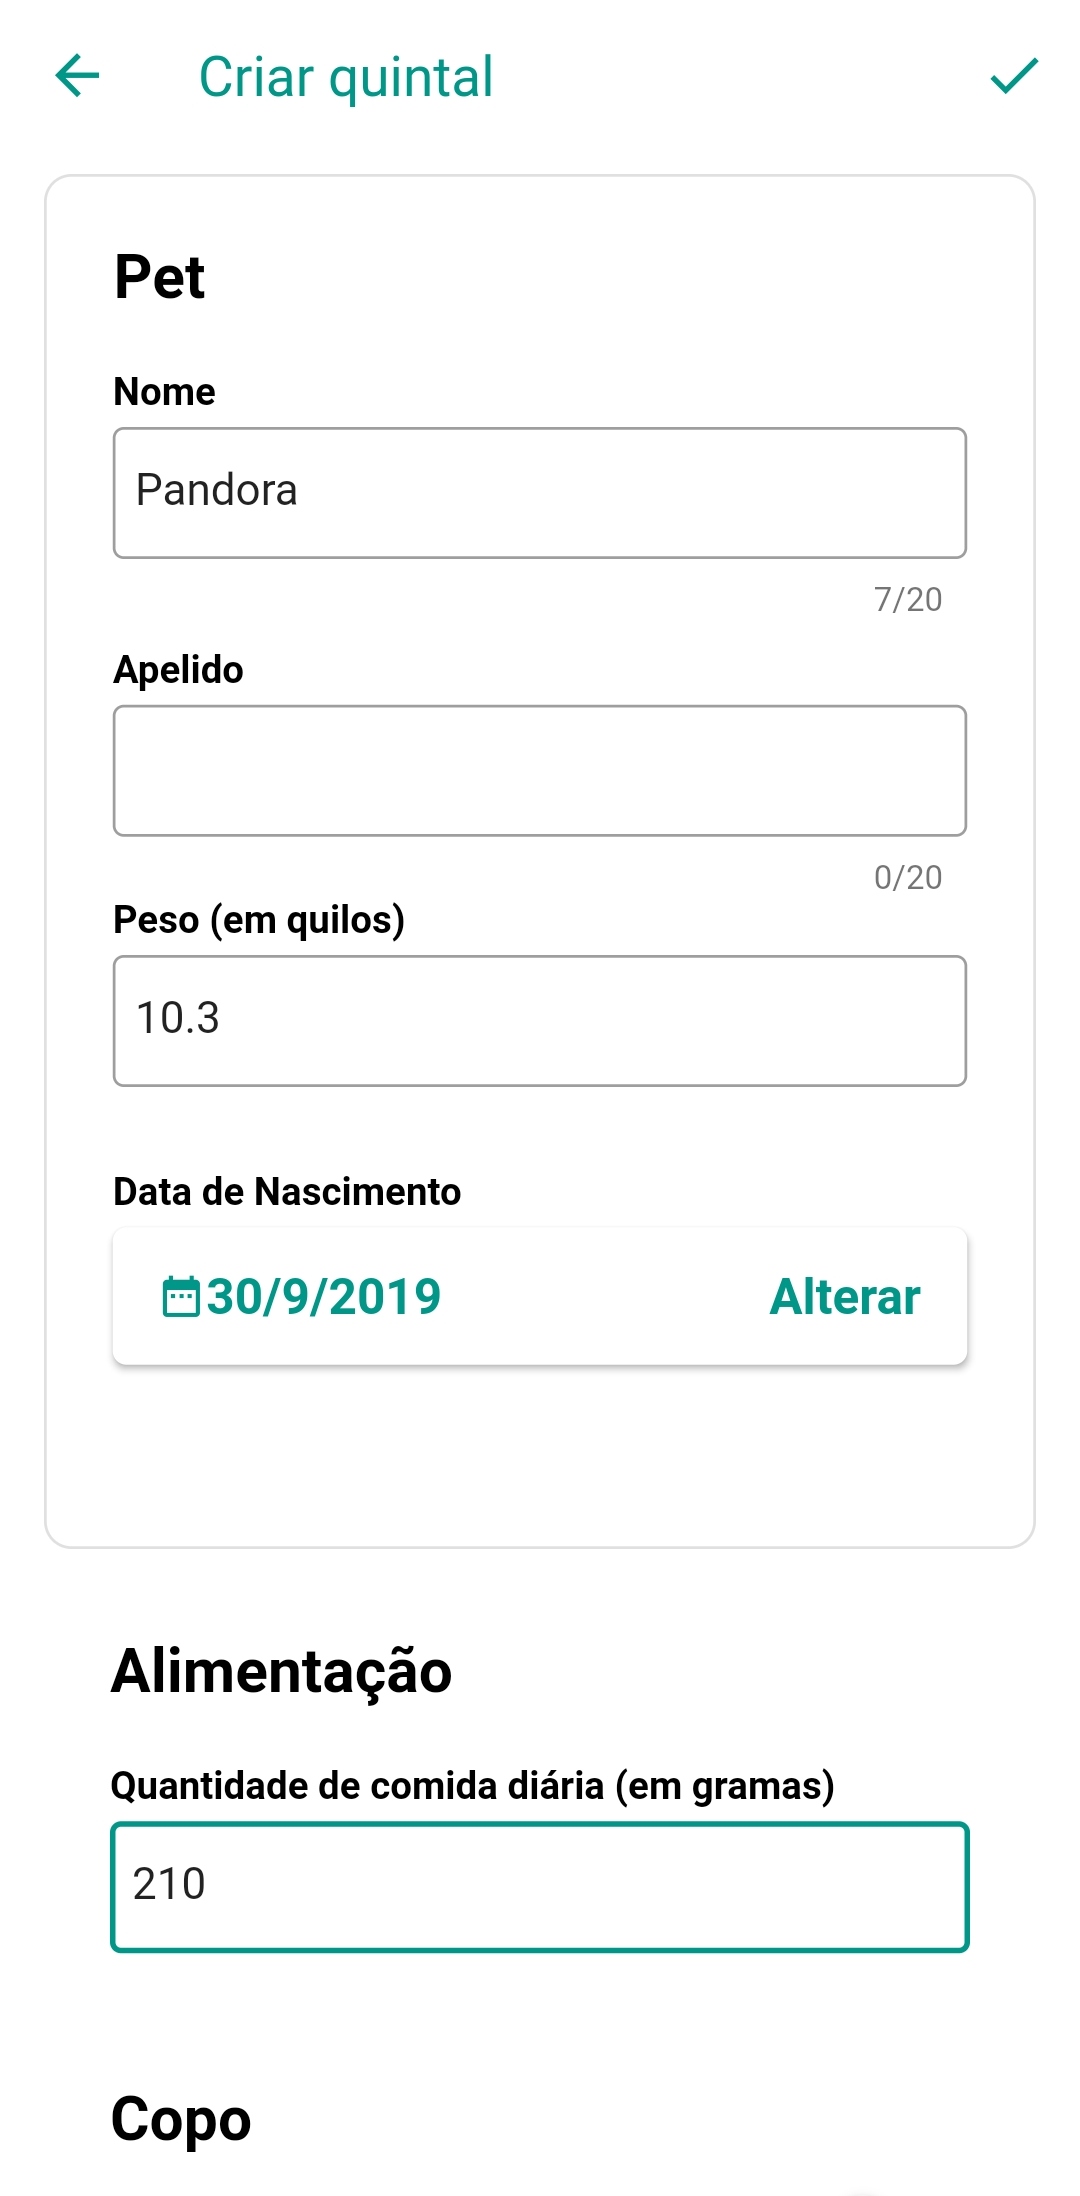 Criar quintal
Pet
Nome
Pandora
7/20
Apelido
0/20
Peso (em quilos)
10.3
Data de Nascimento
30/9/2019 Alterar
Alimentação
Quantidade de comida diária (em gramas)
210
Copo